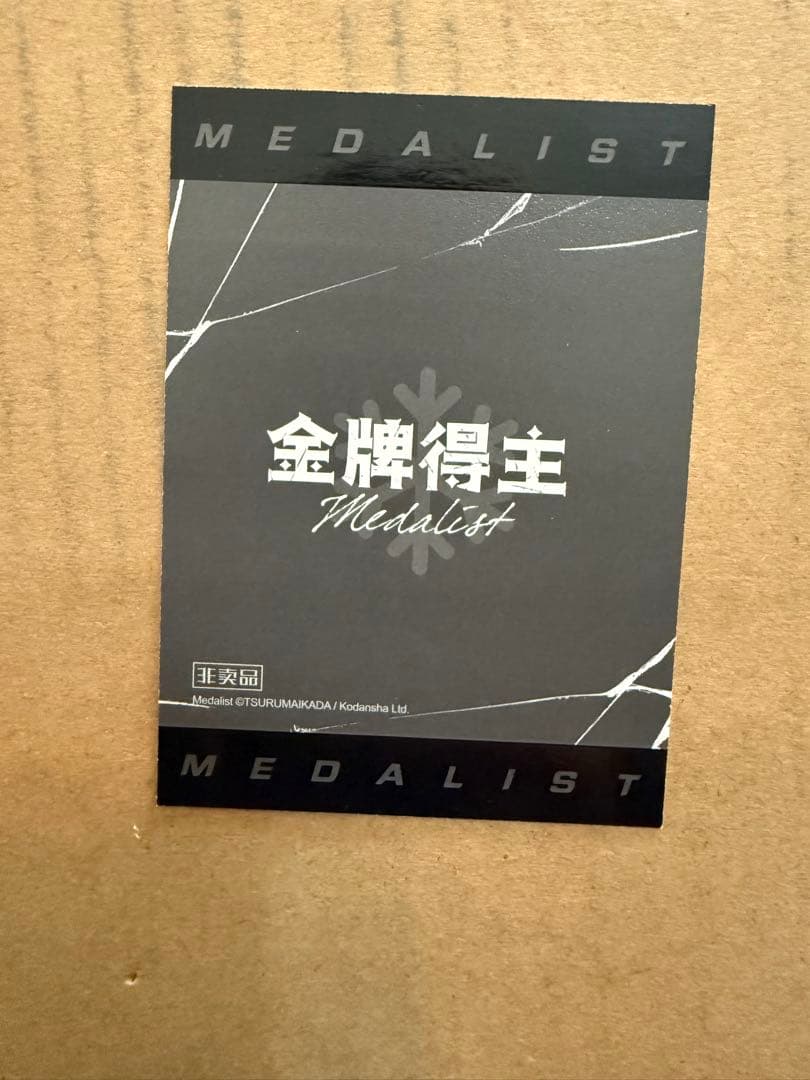 MEDALIST
金牌得主
Medalist
非卖品
Medalist ©TSURUMAIKADA / Kodansha Ltd.
MEDALIST